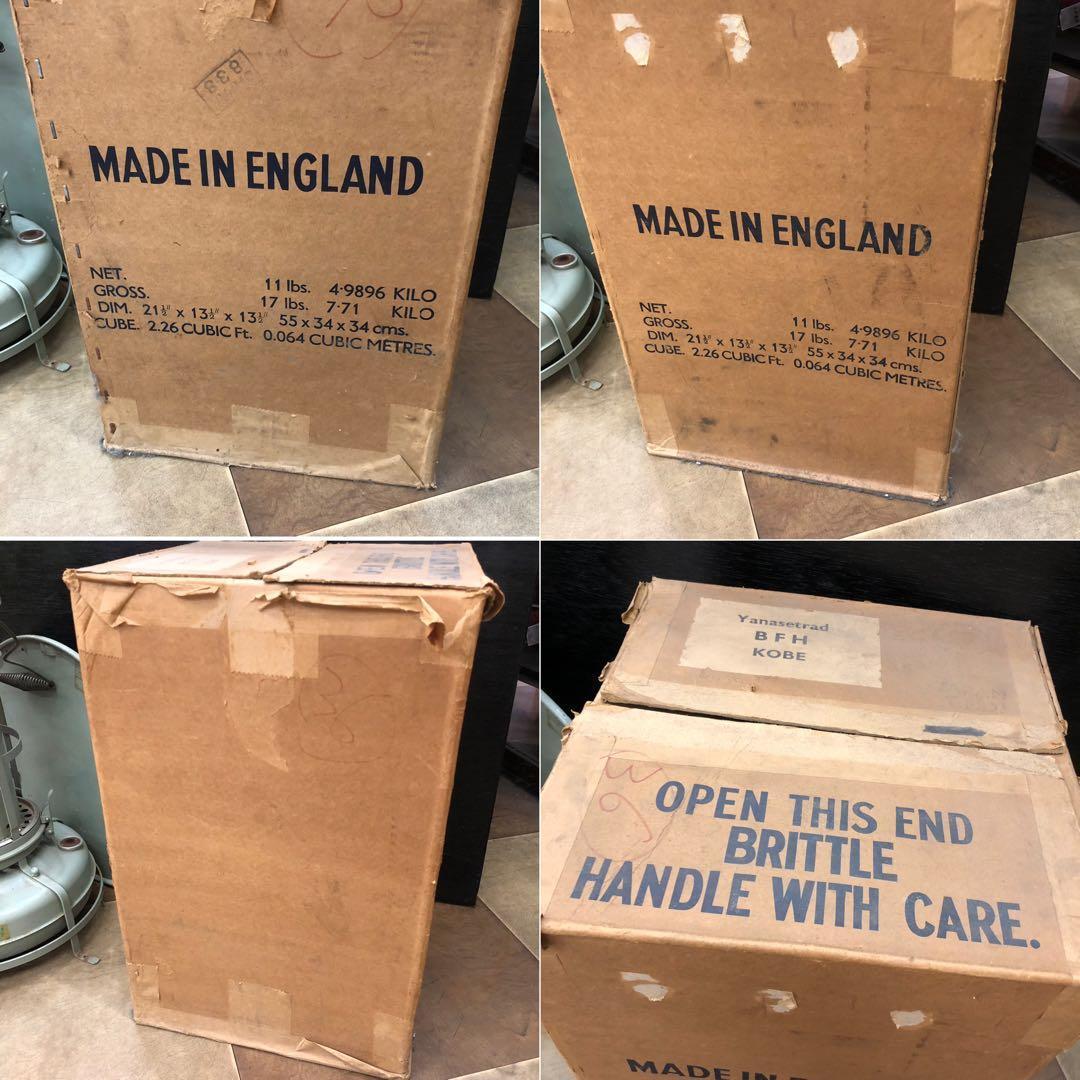 838
MADE IN ENGLAND
NET. 11 lbs. 4·9896 KILO
GROSS. 17 lbs. 7·71 KILO
DIM. 21½" x 13½" x 13½" 55 x 34 x 34 cms.
CUBE. 2.26 CUBIC Ft. 0.064 CUBIC METRES.
MADE IN ENGLAND
NET. 11 lbs. 4·9896 KILO
GROSS. 17 lbs. 7·71 KILO
DIM. 21½" x 13½" x 13½" 55 x 34 x 34 cms.
CUBE. 2.26 CUBIC Ft. 0.064 CUBIC METRES.
Yanasetrad
B F H
KOBE
OPEN THIS END
BRITTLE
HANDLE WITH CARE.
MADE IN